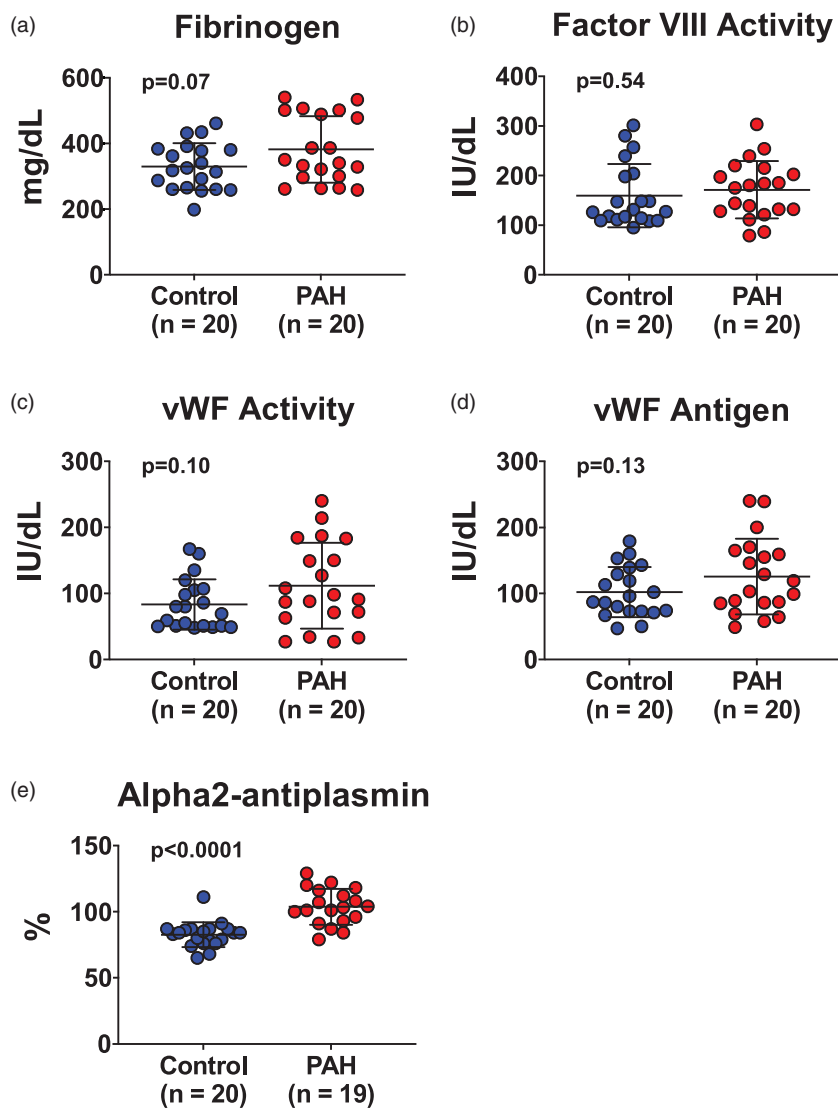 (a)
Fibrinogen
p=0.07
mg/dL
600
400
200
0
Control
(n = 20)
PAH
(n = 20)
(b)
Factor VIII Activity
p=0.54
IU/dL
400
300
200
100
0
Control
(n = 20)
PAH
(n = 20)
(c)
vWF Activity
p=0.10
IU/dL
300
200
100
0
Control
(n = 20)
PAH
(n = 20)
(d)
vWF Antigen
p=0.13
IU/dL
300
200
100
0
Control
(n = 20)
PAH
(n = 20)
(e)
Alpha2-antiplasmin
p<0.0001
%
150
100
50
0
Control
(n = 20)
PAH
(n = 19)